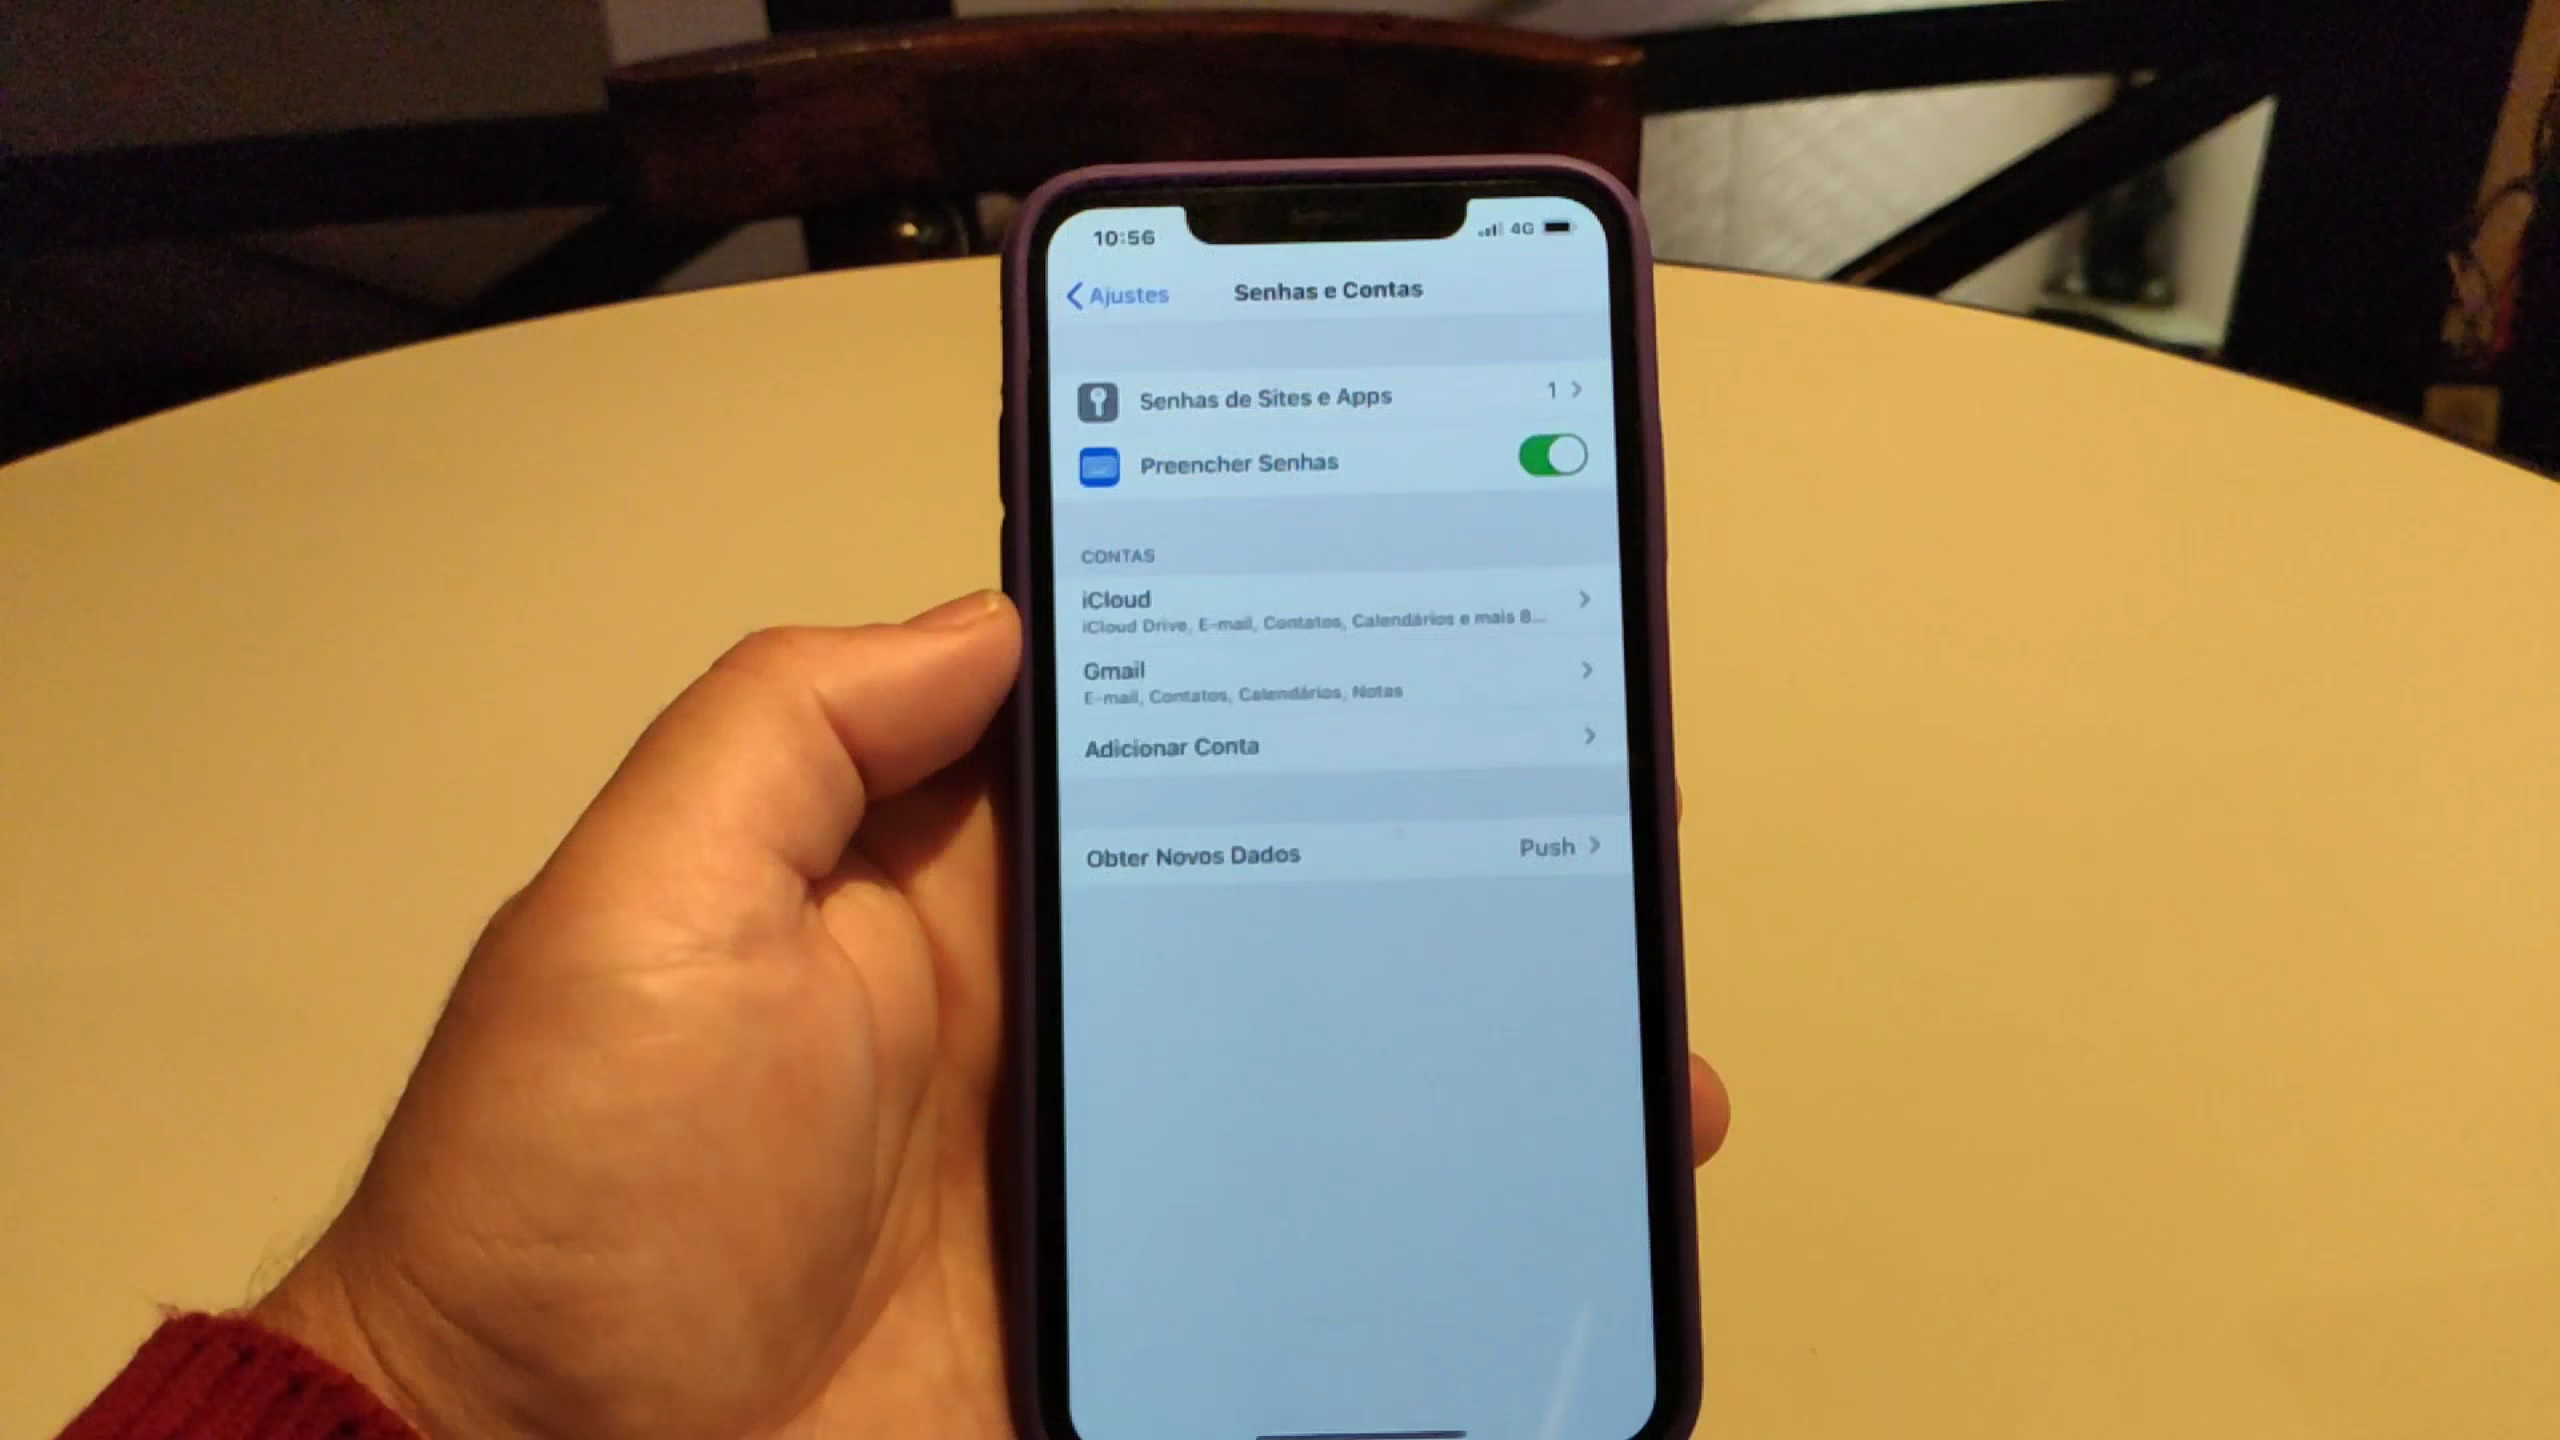 10:56
4G
Ajustes
Senhas e Contas
Senhas de Sites e Apps 1
Preencher Senhas
CONTAS
iCloud
iCloud Drive, E-mail, Contatos, Calendários e mais 8...
Gmail
E-mail, Contatos, Calendários, Notas
Adicionar Conta
Obter Novos Dados Push